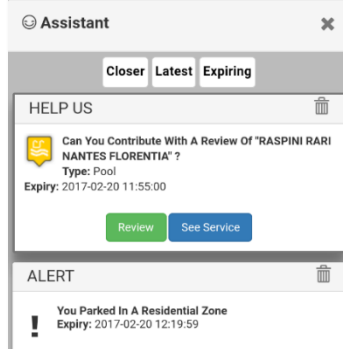 Assistant
Closer Latest Expiring
HELP US
Can You Contribute With A Review Of "RASPINI RARI
NANTES FLORENTIA" ?
Type: Pool
Expiry: 2017-02-20 11:55:00
Review See Service
ALERT
You Parked In A Residential Zone
Expiry: 2017-02-20 12:19:59